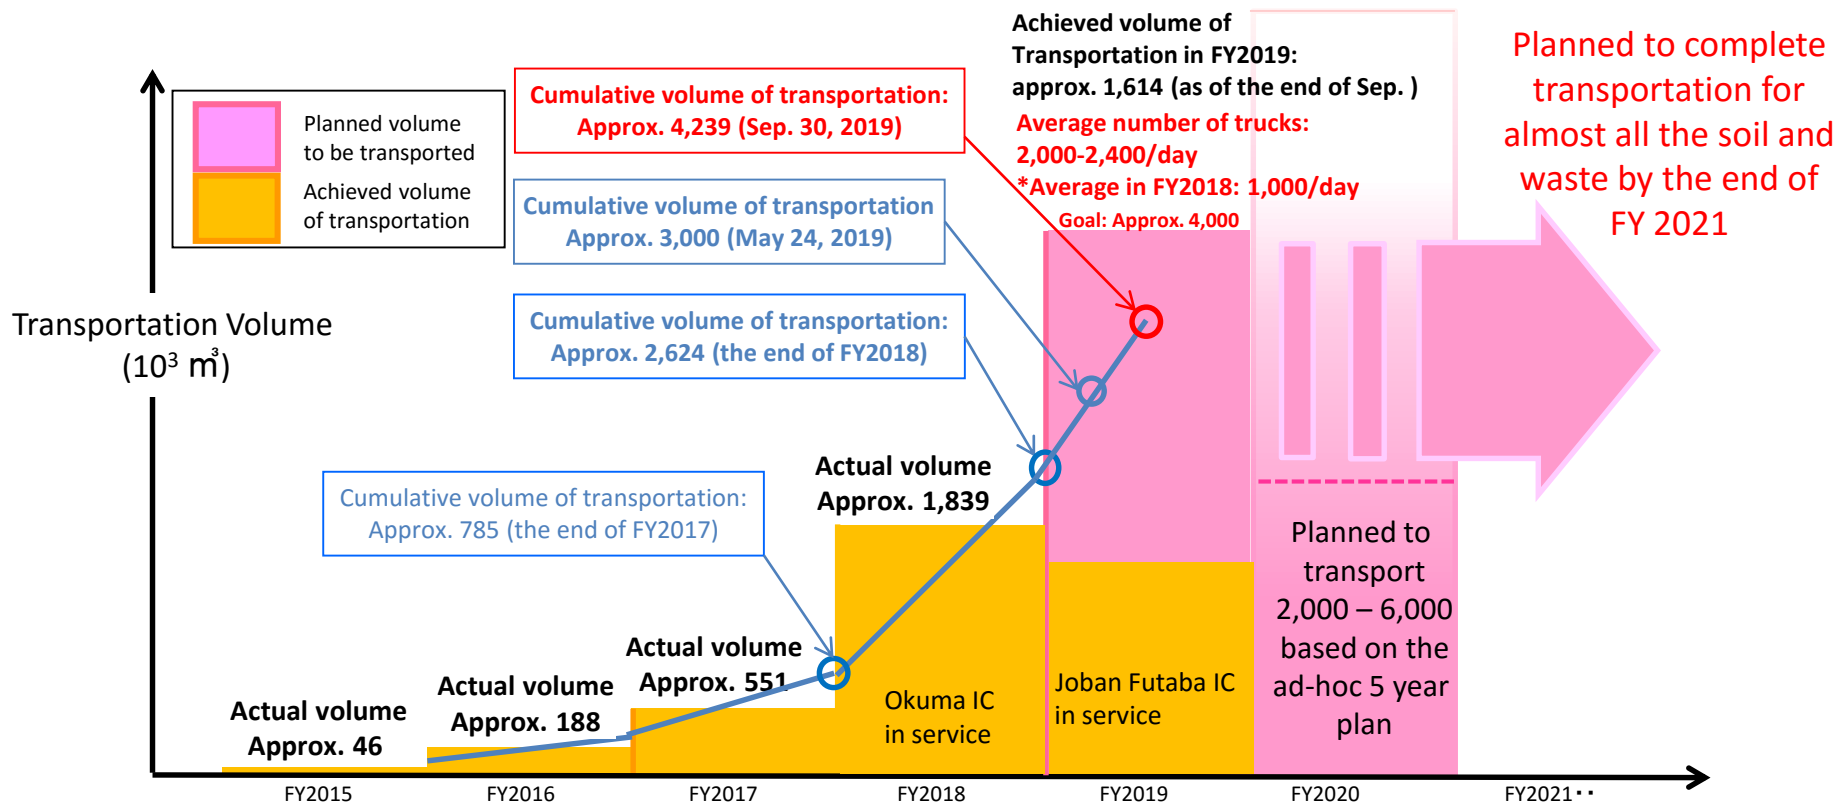 Planned volume
to be transported
Achieved volume
of transportation
Transportation Volume
(10³ ㎥)
Cumulative volume of transportation:
Approx. 4,239 (Sep. 30, 2019)
Cumulative volume of transportation
Approx. 3,000 (May 24, 2019)
Cumulative volume of transportation:
Approx. 2,624 (the end of FY2018)
Cumulative volume of transportation:
Approx. 785 (the end of FY2017)
Achieved volume of
Transportation in FY2019:
approx. 1,614 (as of the end of Sep. )
Average number of trucks:
2,000-2,400/day
*Average in FY2018: 1,000/day
Goal: Approx. 4,000
Planned to complete
transportation for
almost all the soil and
waste by the end of
FY 2021
Actual volume
Approx. 46
Actual volume
Approx. 188
Actual volume
Approx. 551
Actual volume
Approx. 1,839
Okuma IC
in service
Joban Futaba IC
in service
Planned to
transport
2,000 – 6,000
based on the
ad-hoc 5 year
plan
FY2015
FY2016
FY2017
FY2018
FY2019
FY2020
FY2021･･